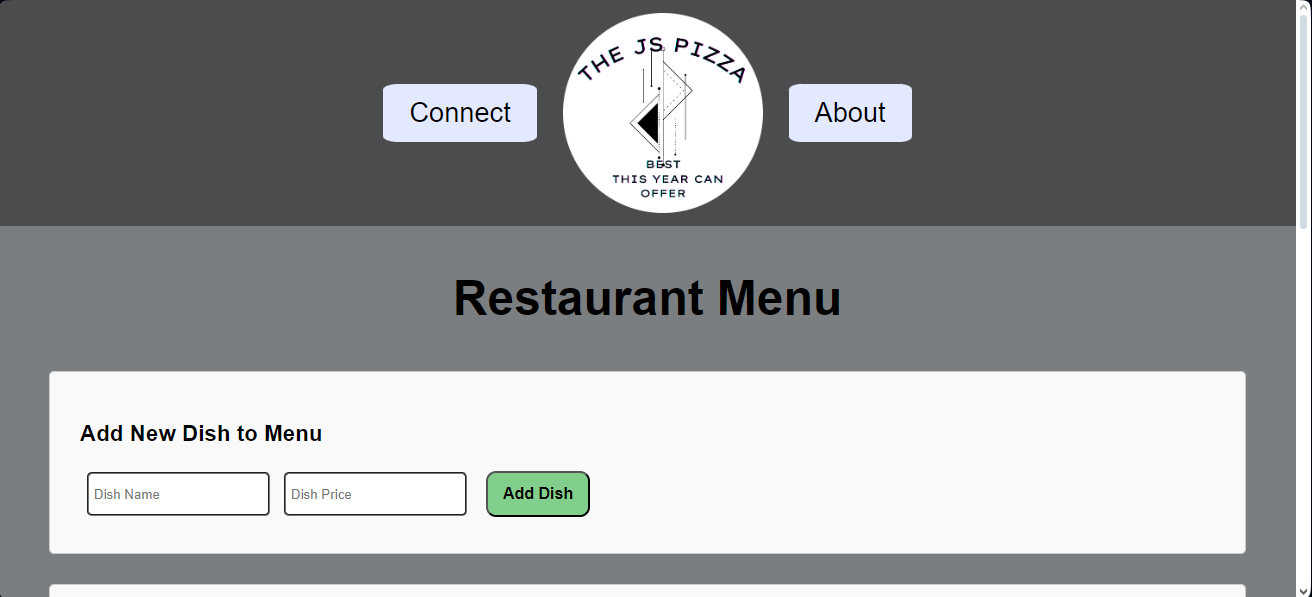 Connect
THE JS PIZZA
BEST
THIS YEAR CAN
OFFER
About
Restaurant Menu
Add New Dish to Menu
Dish Name
Dish Price
Add Dish